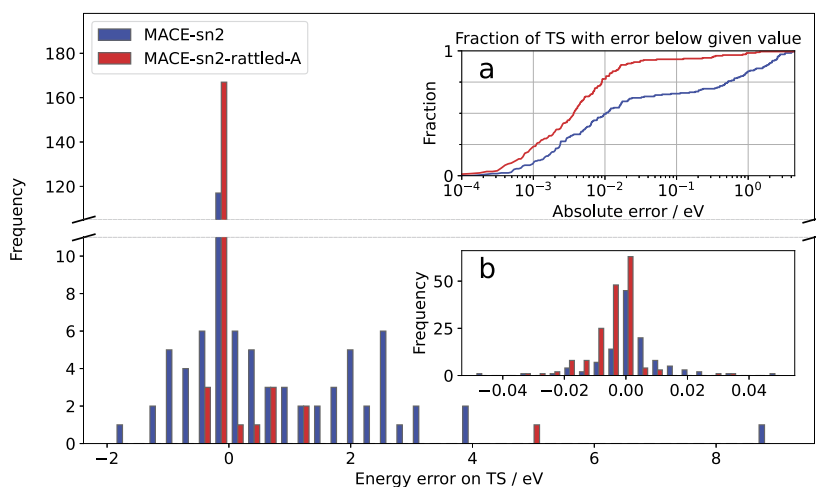 MACE-sn2
MACE-sn2-rattled-A
Frequency
180
160
140
120
10
8
6
4
2
0
−2 0 2 4 6 8
Energy error on TS / eV
Fraction of TS with error below given value
a
Fraction
1
0
10⁻⁴ 10⁻³ 10⁻² 10⁻¹ 10⁰
Absolute error / eV
b
Frequency
50
25
0
−0.04 −0.02 0.00 0.02 0.04